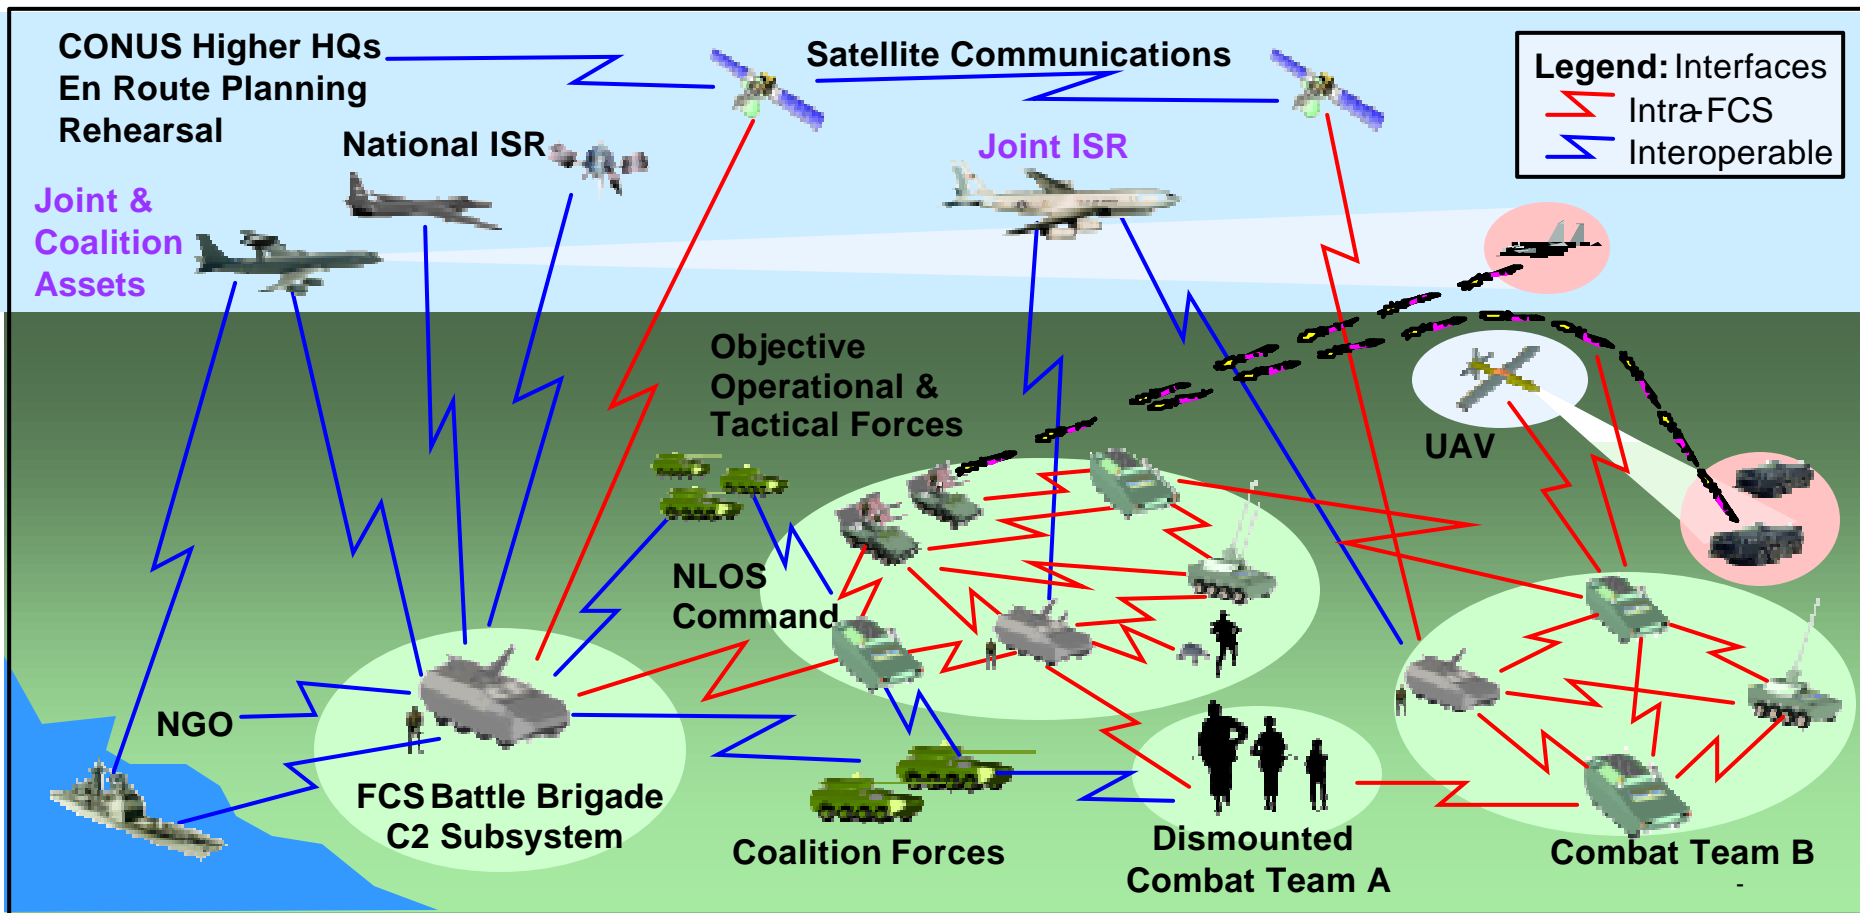 CONUS Higher HQs
En Route Planning
Rehearsal
Satellite Communications
Legend: Interfaces
Intra-FCS
Interoperable
National ISR
Joint ISR
Joint &
Coalition
Assets
Objective
Operational &
Tactical Forces
UAV
NLOS
Command
NGO
FCS Battle Brigade
C2 Subsystem
Coalition Forces
Dismounted
Combat Team A
Combat Team B
-